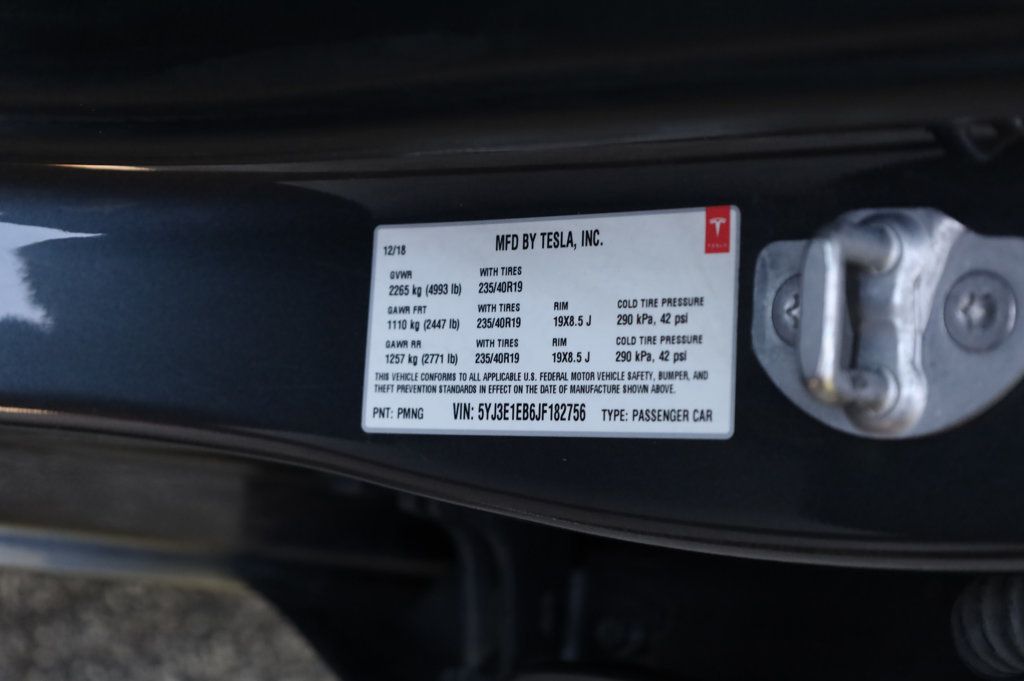 12/18 MFD BY TESLA, INC.
TESLA
GVWR WITH TIRES
2265 kg (4993 lb) 235/40R19
GAWR FRT WITH TIRES RIM COLD TIRE PRESSURE
1110 kg (2447 lb) 235/40R19 19X8.5 J 290 kPa, 42 psi
GAWR RR WITH TIRES RIM COLD TIRE PRESSURE
1257 kg (2771 lb) 235/40R19 19X8.5 J 290 kPa, 42 psi
THIS VEHICLE CONFORMS TO ALL APPLICABLE U.S. FEDERAL MOTOR VEHICLE SAFETY, BUMPER, AND
THEFT PREVENTION STANDARDS IN EFFECT ON THE DATE OF MANUFACTURE SHOWN ABOVE.
PNT: PMNG VIN: 5YJ3E1EB6JF182756 TYPE: PASSENGER CAR